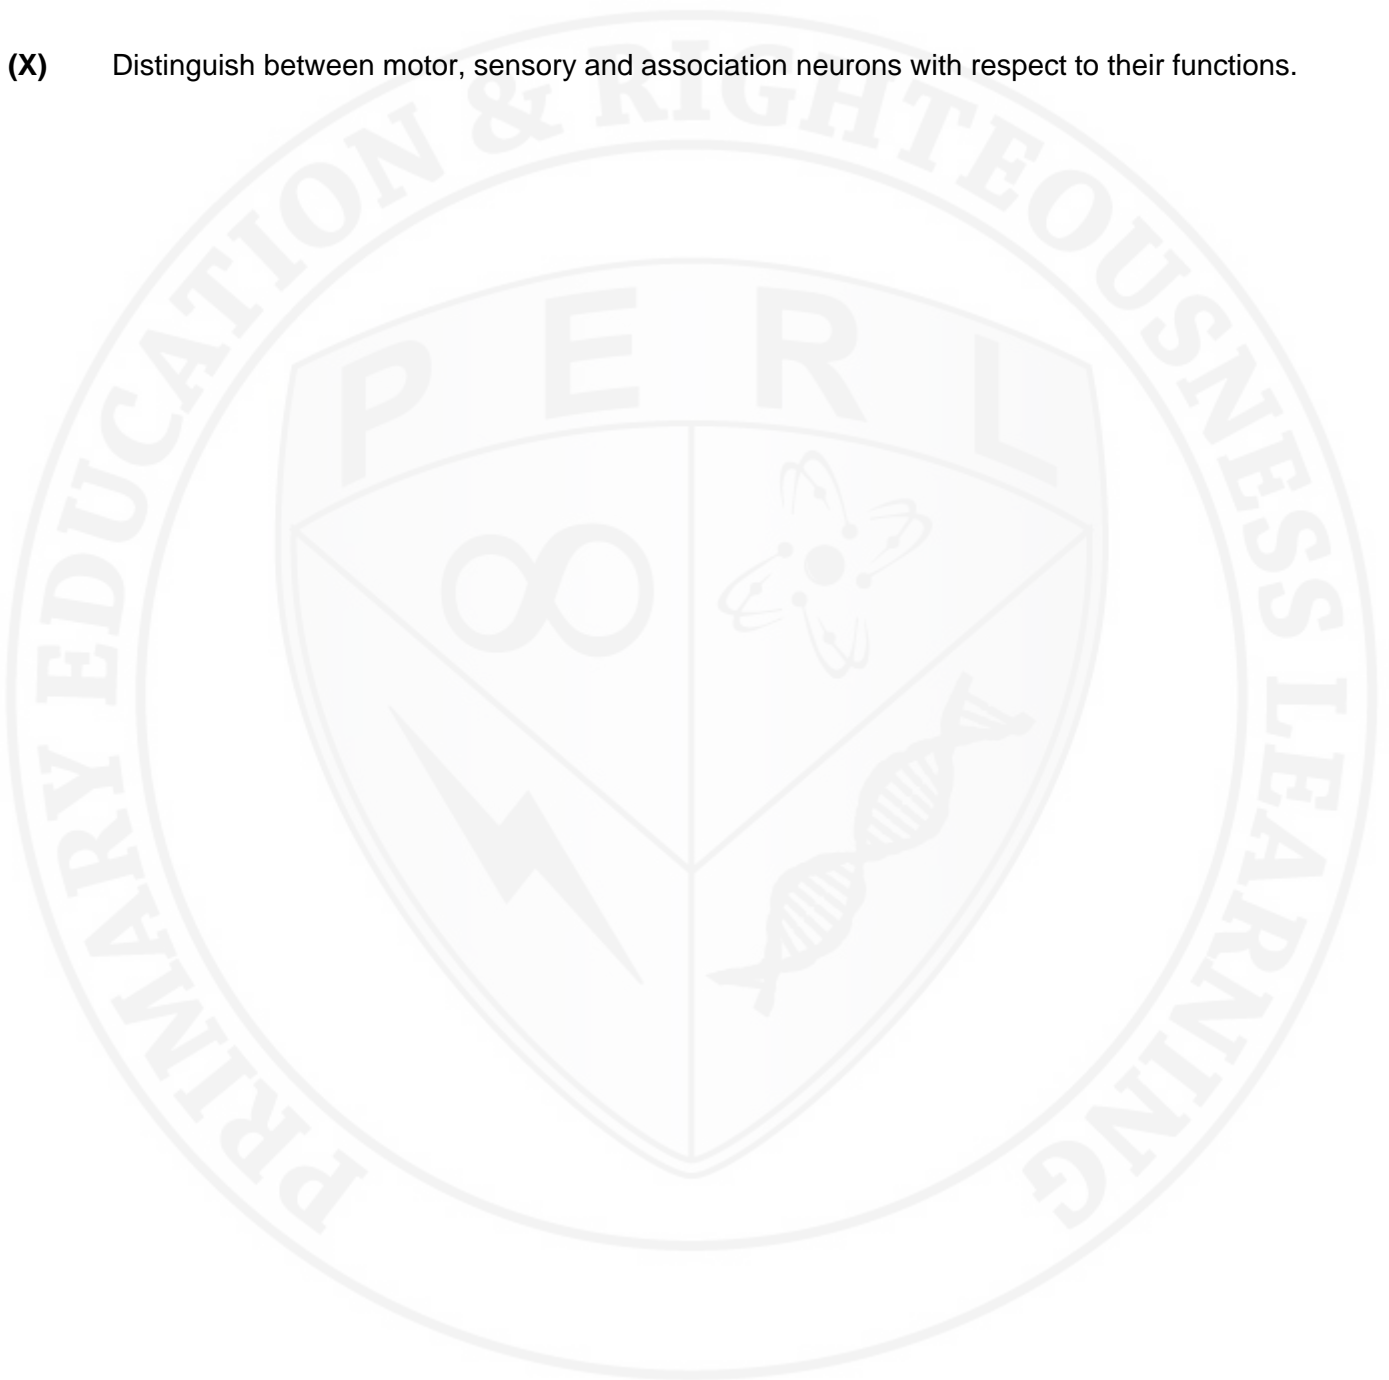 (X) Distinguish between motor, sensory and association neurons with respect to their functions.
PRIMARY EDUCATION & RIGHTEOUSNESS LEARNING
P E R L